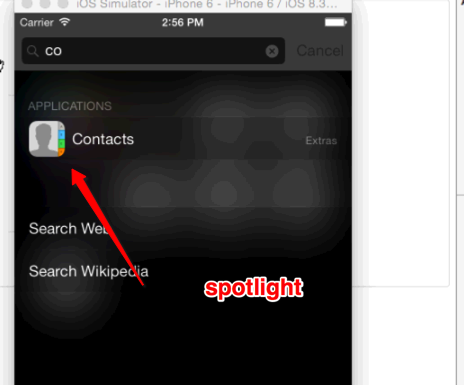 iOS Simulator - iPhone 6 - iPhone 6 / iOS 8.3...
Carrier 2:56 PM
co Cancel
APPLICATIONS
Contacts Extras
Search Web
Search Wikipedia
spotlight